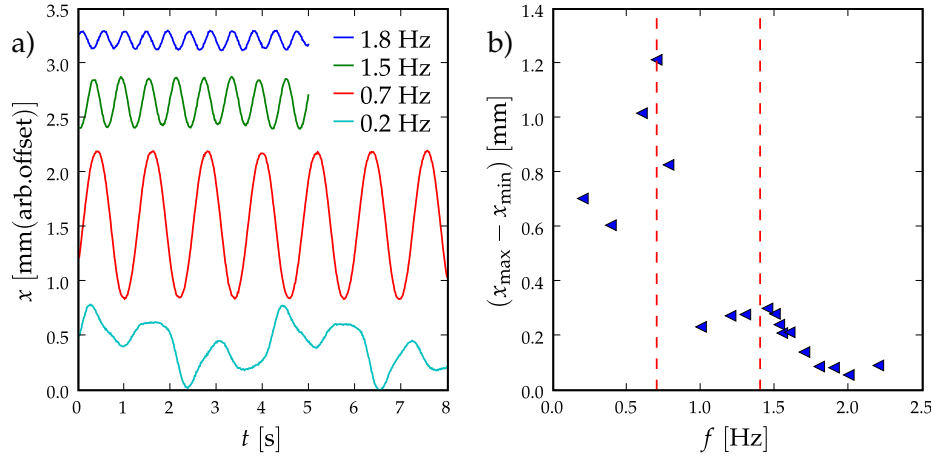 a)
x [mm(arb.offset)]
3.5
3.0
2.5
2.0
1.5
1.0
0.5
0.0
1.8 Hz
1.5 Hz
0.7 Hz
0.2 Hz
0 1 2 3 4 5 6 7 8
t [s]
b)
(x_max − x_min) [mm]
1.4
1.2
1.0
0.8
0.6
0.4
0.2
0.0
0.0 0.5 1.0 1.5 2.0 2.5
f [Hz]